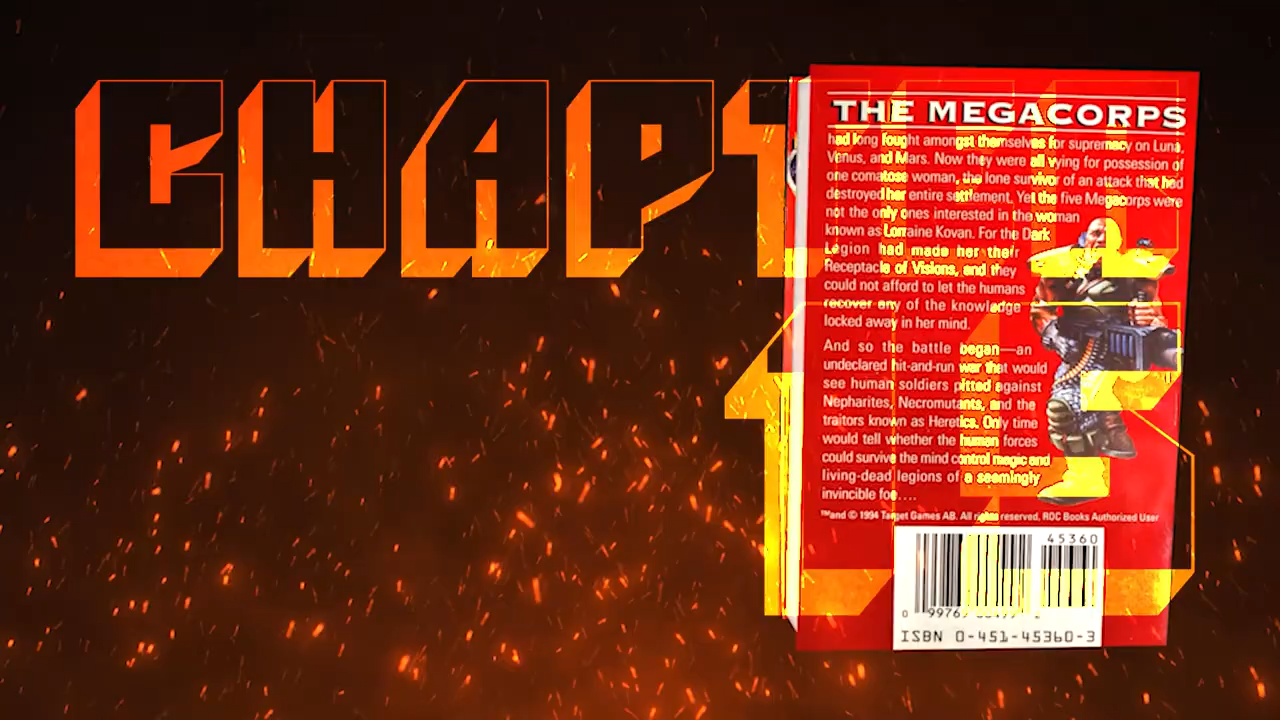 CHAPTER
15
THE MEGACORPS
had long fought amongst themselves for supremacy on Luna,
Venus, and Mars. Now they were all vying for possession of
one comatose woman, the lone survivor of an attack that had
destroyed her entire settlement. Yet the five Megacorps were
not the only ones interested in the woman
known as Lorraine Kovan. For the Dark
Legion had made her their
Receptacle of Visions, and they
could not afford to let the humans
recover any of the knowledge
locked away in her mind.
And so the battle began—an
undeclared hit-and-run war that would
see human soldiers pitted against
Nepharites, Necromutants, and the
traitors known as Heretics. Only time
would tell whether the human forces
could survive the mind control magic and
living-dead legions of a seemingly
invincible foe....
™and © 1994 Target Games AB. All rights reserved, ROC Books Authorized User
45360
0
ISBN 0-451-45360-3